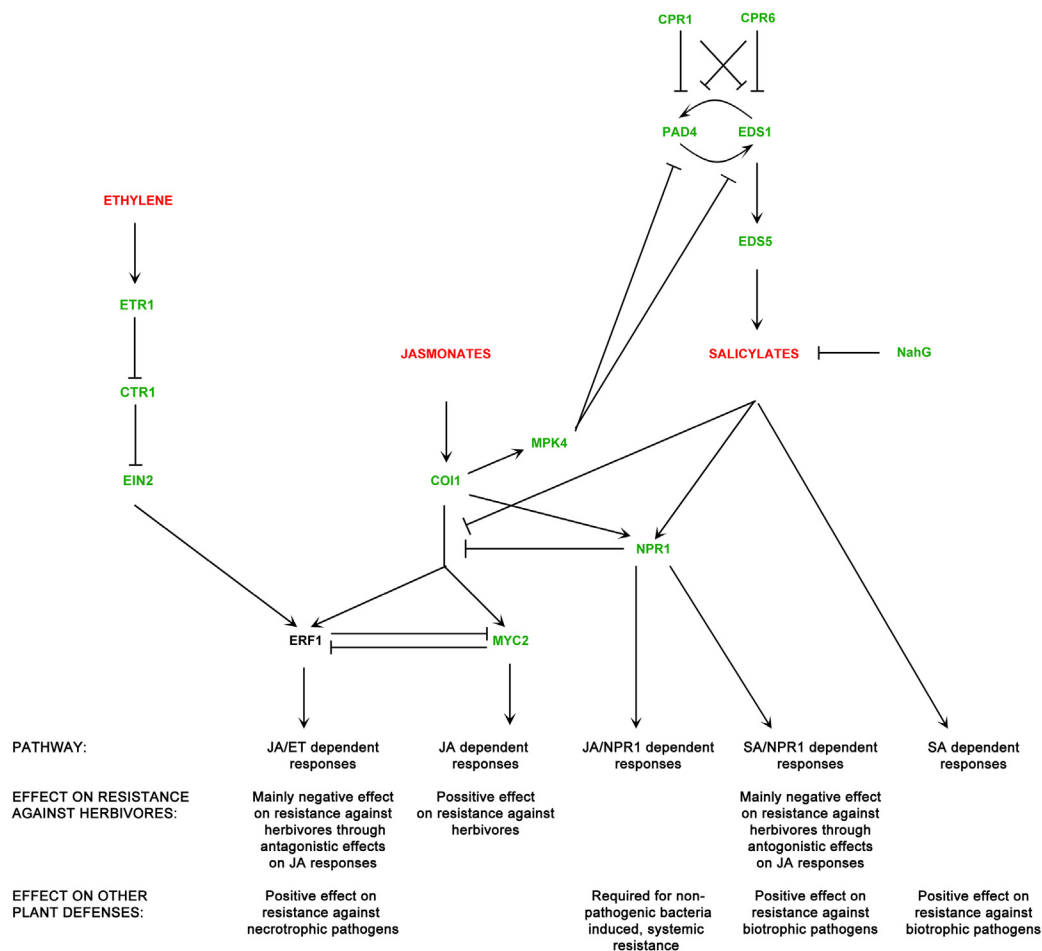 CPR1
CPR6
PAD4
EDS1
ETHYLENE
EDS5
ETR1
JASMONATES
SALICYLATES
NahG
CTR1
MPK4
EIN2
COI1
NPR1
ERF1
MYC2
PATHWAY:
JA/ET dependent
responses
JA dependent
responses
JA/NPR1 dependent
responses
SA/NPR1 dependent
responses
SA dependent
responses
EFFECT ON RESISTANCE
AGAINST HERBIVORES:
Mainly negative effect
on resistance against
herbivores through
antagonistic effects
on JA responses
Possitive effect
on resistance against
herbivores
Mainly negative effect
on resistance against
herbivores through
antogonistic effects
on JA responses
EFFECT ON OTHER
PLANT DEFENSES:
Positive effect on
resistance against
necrotrophic pathogens
Required for non-
pathogenic bacteria
induced, systemic
resistance
Positive effect on
resistance against
biotrophic pathogens
Positive effect on
resistance against
biotrophic pathogens